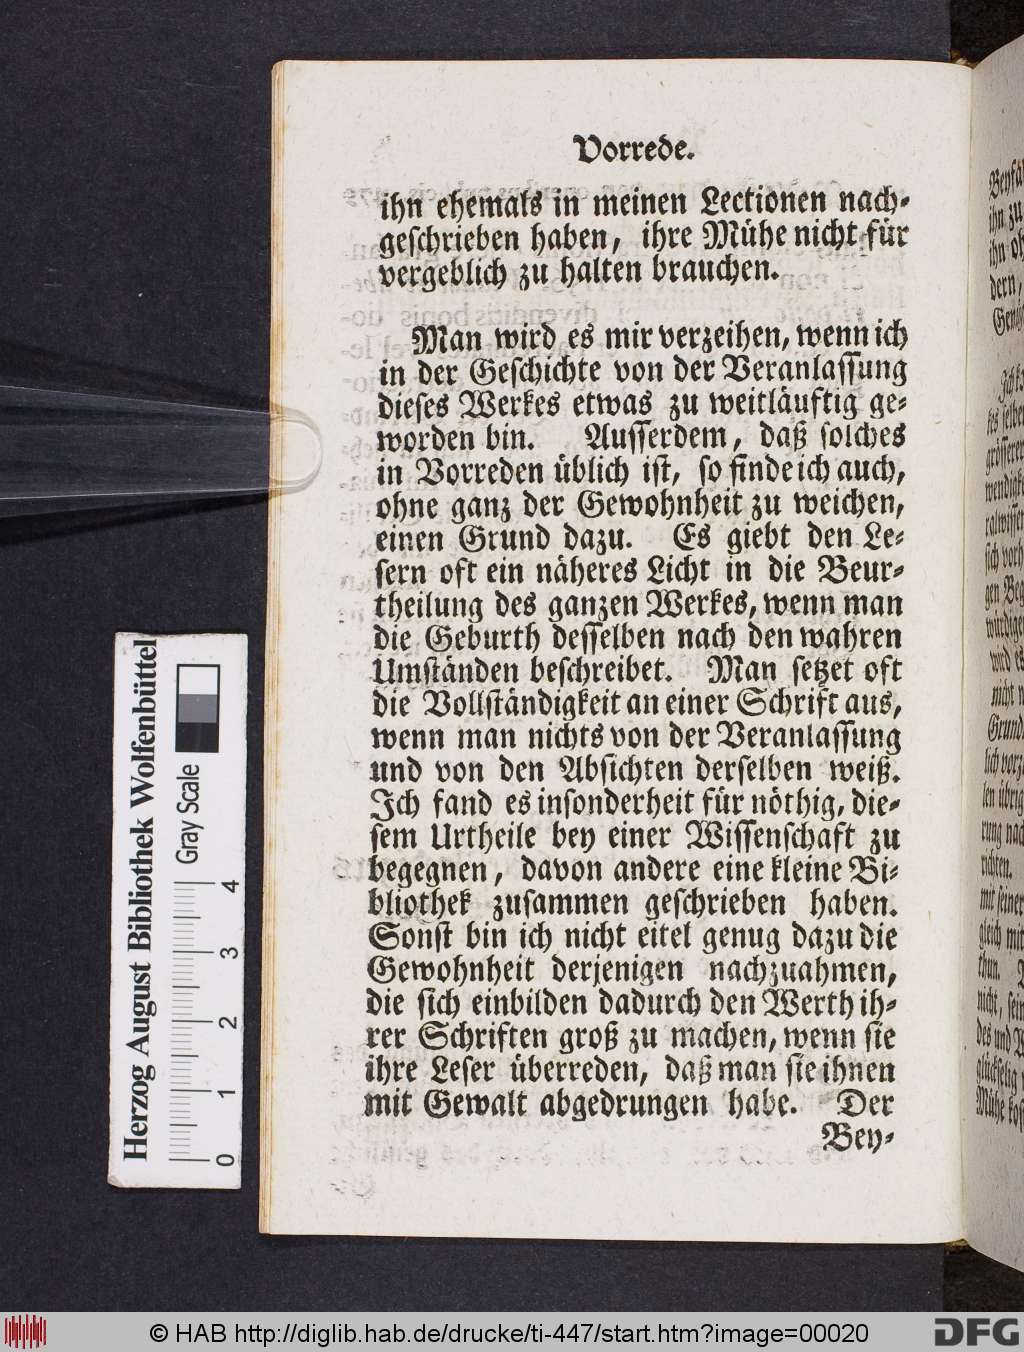 Vorrede.
ihn ehemals in meinen Lectionen nach-
geschrieben haben, ihre Mühe nicht für
vergeblich zu halten brauchen.
Man wird es mir verzeihen, wenn ich
in der Geschichte von der Veranlassung
dieses Werkes etwas zu weitläuftig ge-
worden bin. Ausserdem, daß solches
in Vorreden üblich ist, so finde ich auch,
ohne ganz der Gewohnheit zu weichen,
einen Grund dazu. Es giebt den Le-
sern oft ein näheres Licht in die Beur-
theilung des ganzen Werkes, wenn man
die Geburth desselben nach den wahren
Umständen beschreibet. Man setzet oft
die Vollständigkeit an einer Schrift aus,
wenn man nichts von der Veranlassung
und von den Absichten derselben weiß.
Ich fand es insonderheit für nöthig, die-
sem Urtheile bey einer Wissenschaft zu
begegnen, davon andere eine kleine Bi-
bliothek zusammen geschrieben haben.
Sonst bin ich nicht eitel genug dazu die
Gewohnheit derjenigen nachzuahmen,
die sich einbilden dadurch den Werth ih-
rer Schriften groß zu machen, wenn sie
ihre Leser überreden, daß man sie ihnen
mit Gewalt abgedrungen habe. Der
Bey-
Herzog August Bibliothek Wolfenbüttel
Gray Scale
0 1 2 3 4
© HAB http://diglib.hab.de/drucke/ti-447/start.htm?image=00020
DFG